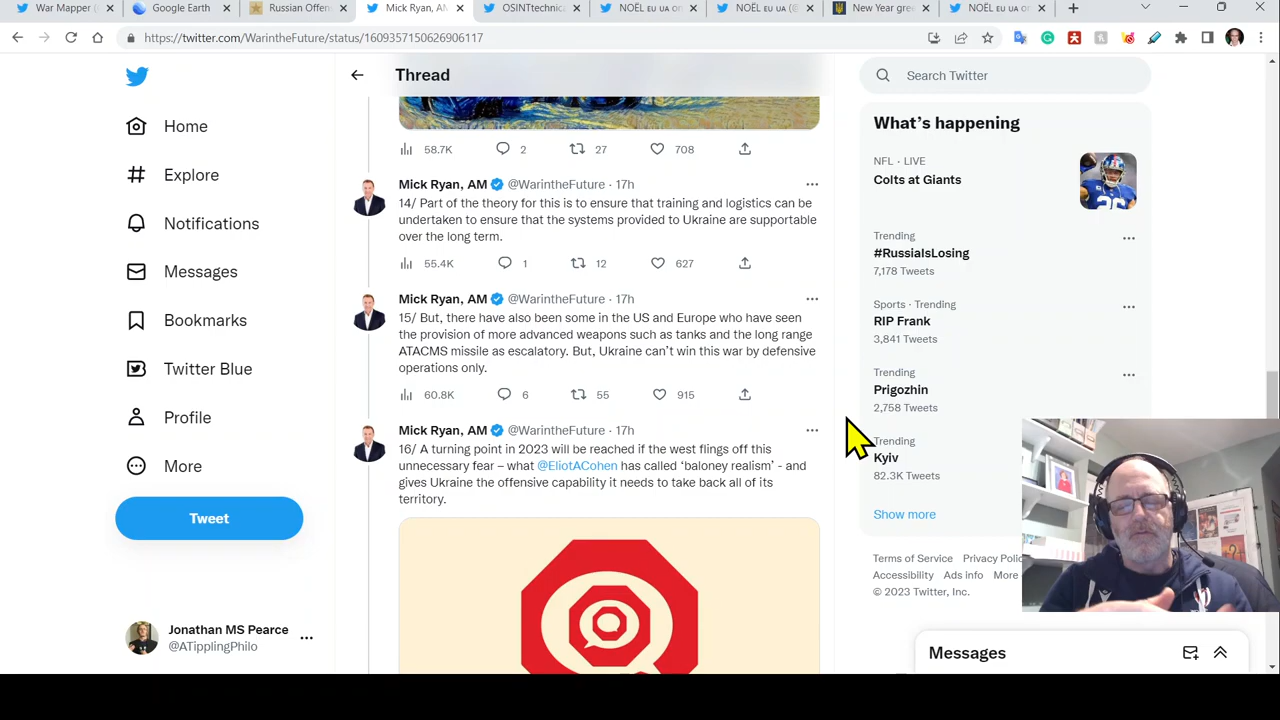 War Mapper (
Google Earth
Russian Offen
Mick Ryan, AM
OSINTtechnica
NOËL EU UA on
NOËL EU UA (@
New Year gree
NOËL EU UA on
https://twitter.com/WarintheFuture/status/1609357150626906117
Home
Explore
Notifications
Messages
Bookmarks
Twitter Blue
Profile
More
Tweet
Jonathan MS Pearce
@ATipplingPhilo
Thread
58.7K 2 27 708
Mick Ryan, AM @WarintheFuture · 17h
14/ Part of the theory for this is to ensure that training and logistics can be
undertaken to ensure that the systems provided to Ukraine are supportable
over the long term.
55.4K 1 12 627
Mick Ryan, AM @WarintheFuture · 17h
15/ But, there have also been some in the US and Europe who have seen
the provision of more advanced weapons such as tanks and the long range
ATACMS missile as escalatory. But, Ukraine can’t win this war by defensive
operations only.
60.8K 6 55 915
Mick Ryan, AM @WarintheFuture · 17h
16/ A turning point in 2023 will be reached if the west flings off this
unnecessary fear – what @EliotACohen has called ‘baloney realism’ - and
gives Ukraine the offensive capability it needs to take back all of its
territory.
Search Twitter
What’s happening
NFL · LIVE
Colts at Giants
Trending
#RussiaIsLosing
7,178 Tweets
Sports · Trending
RIP Frank
3,841 Tweets
Trending
Prigozhin
2,758 Tweets
Trending
Kyiv
82.3K Tweets
Show more
Terms of Service Privacy
Accessibility Ads info More
© 2023 Twitter, Inc.
Messages